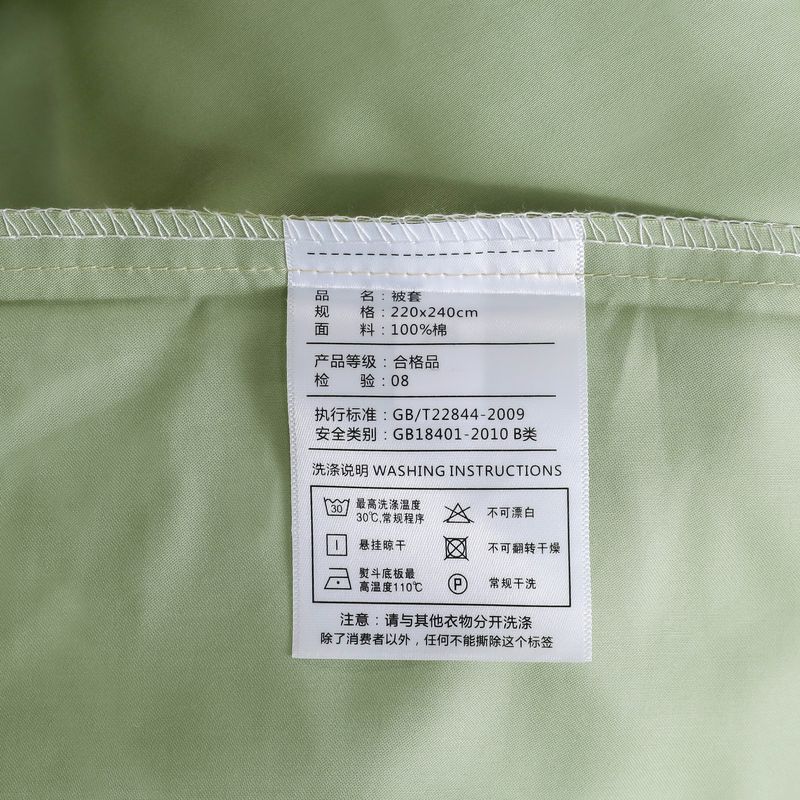 品 名：被套
规 格：220x240cm
面 料：100%棉
产品等级：合格品
检 验：08
执行标准：GB/T22844-2009
安全类别：GB18401-2010 B类
洗涤说明 WASHING INSTRUCTIONS
30 最高洗涤温度 30℃,常规程序
不可漂白
悬挂晾干
不可翻转干燥
熨斗底板最高温度110℃
P 常规干洗
注意：请与其他衣物分开洗涤
除了消费者以外，任何不能撕除这个标签